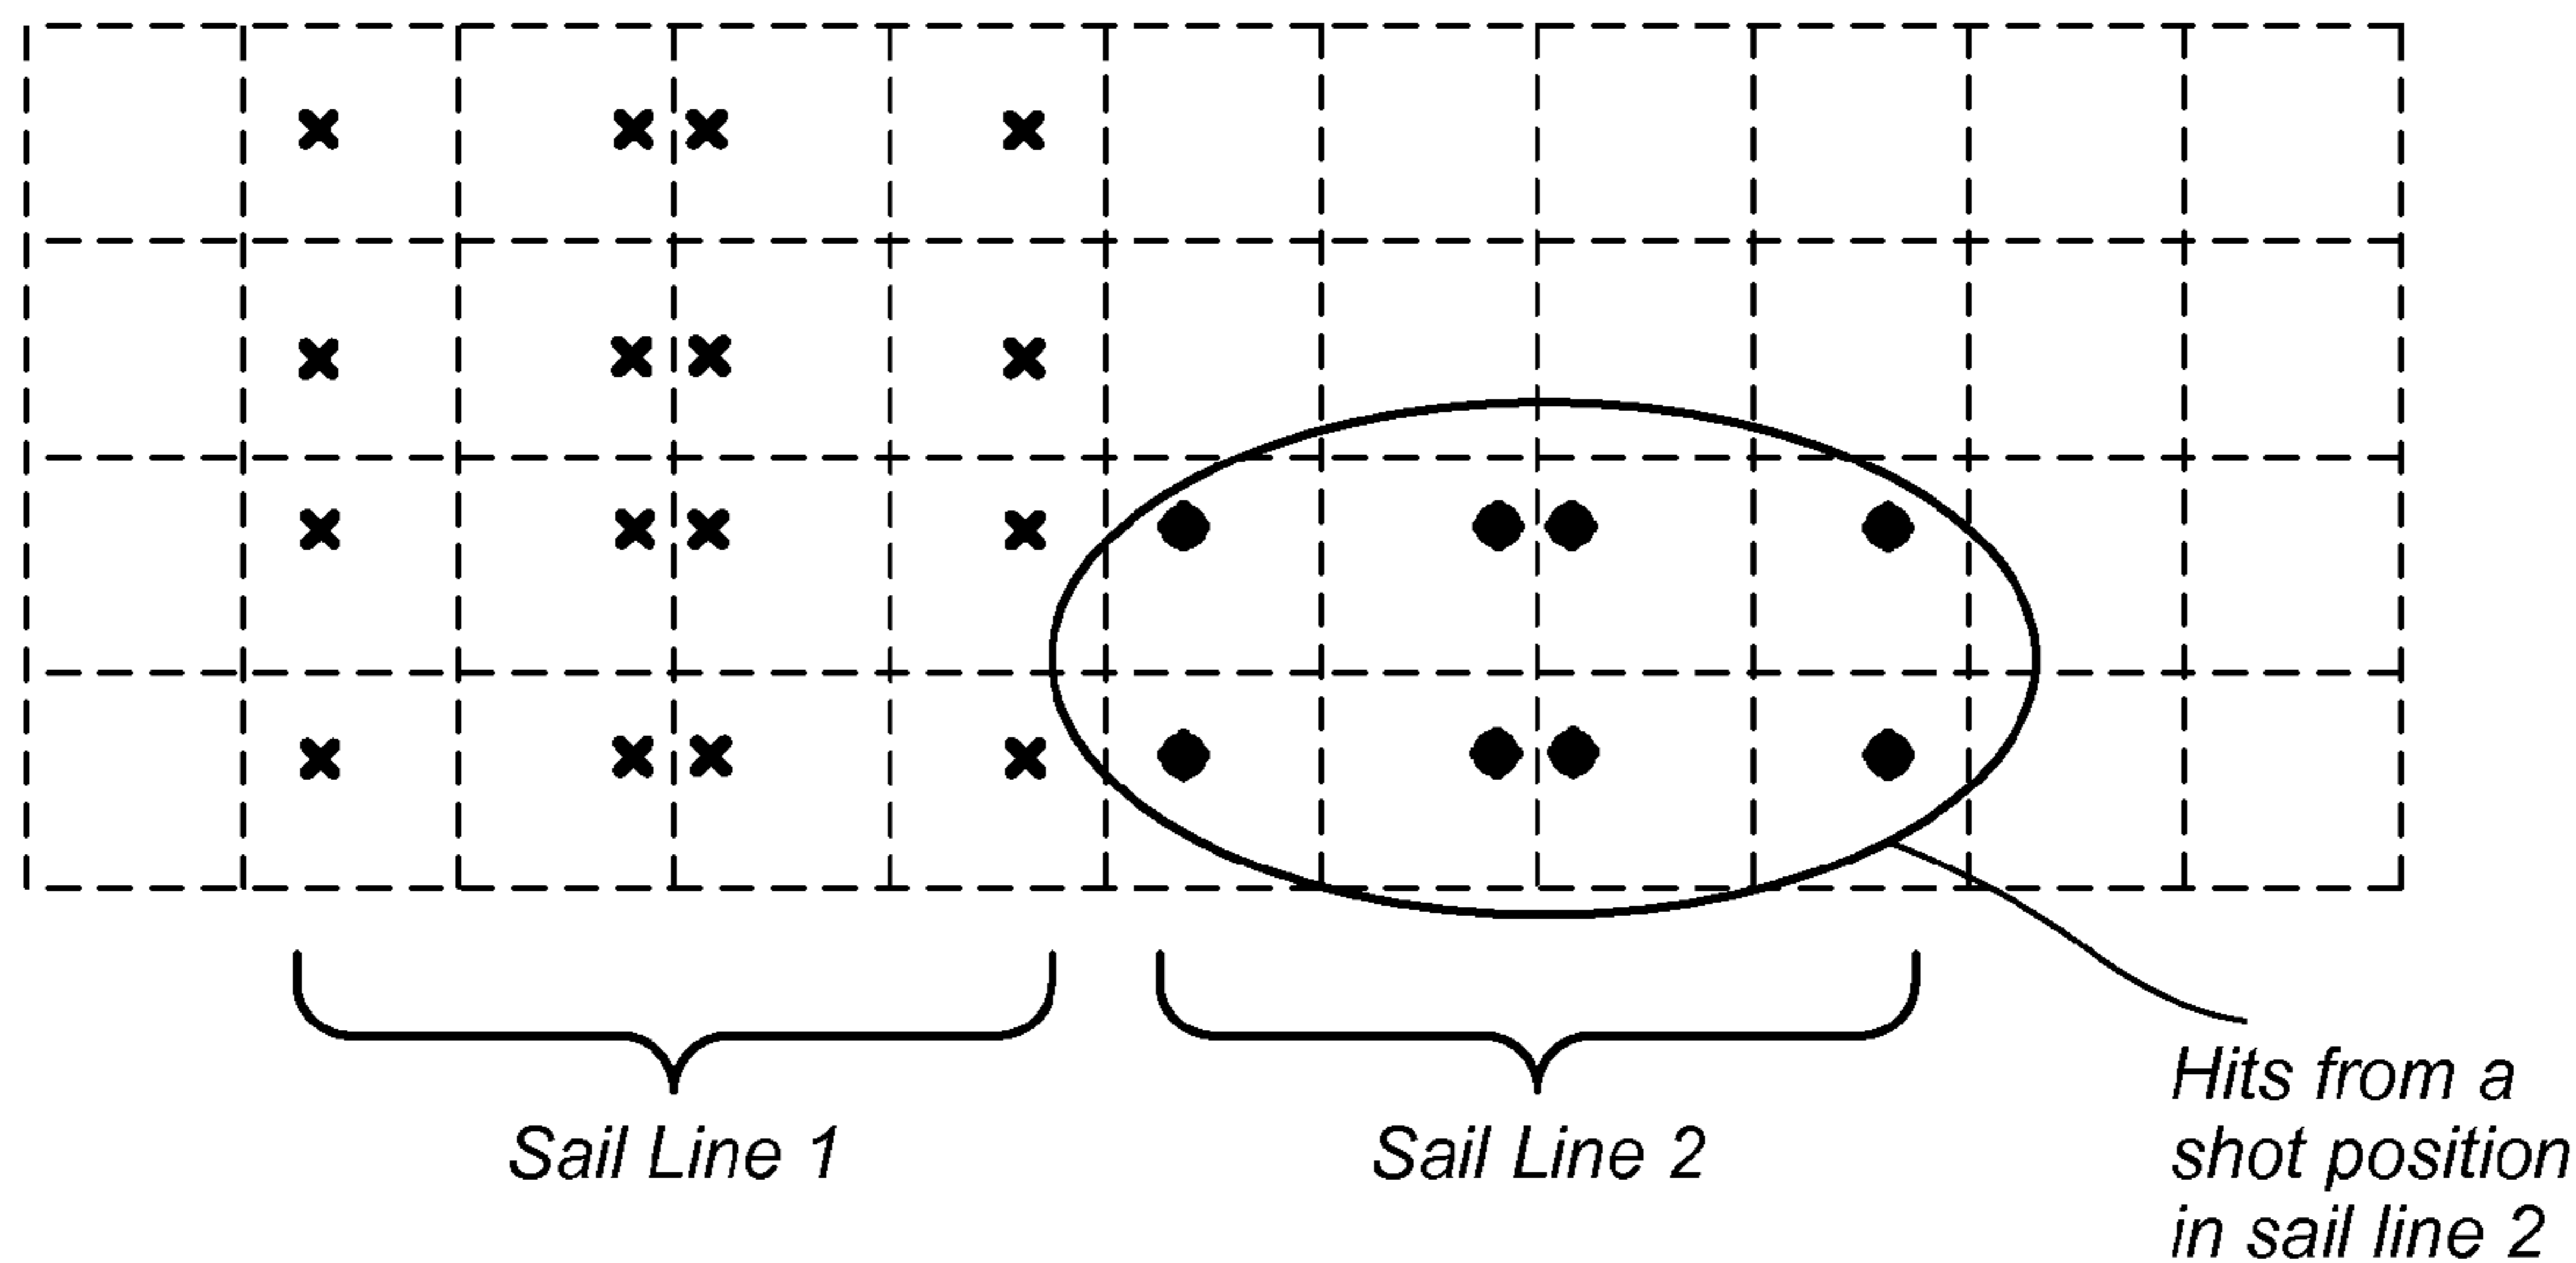 Sail Line 1
Sail Line 2
Hits from a
shot position
in sail line 2